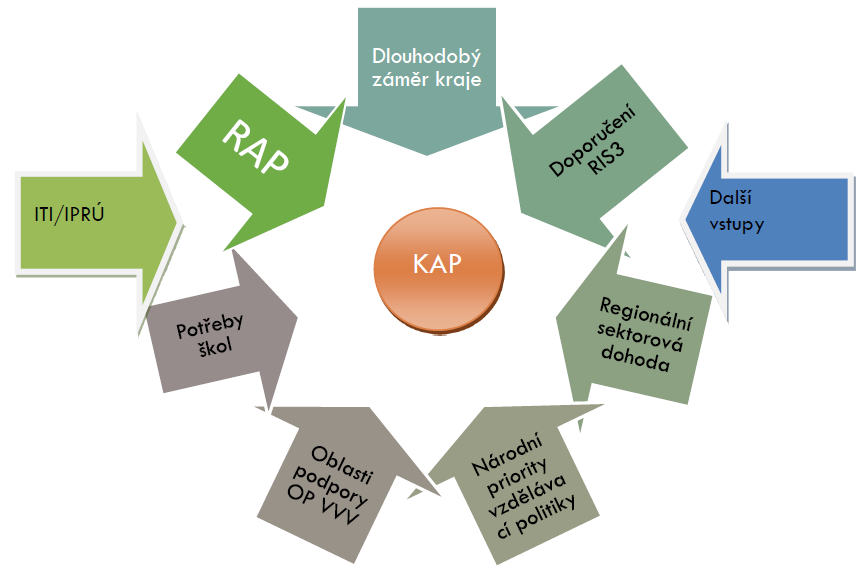 Dlouhodobý
záměr kraje
RAP
Doporučení
RIS3
ITI/IPRÚ
Další
vstupy
KAP
Potřeby
škol
Regionální
sektorová
dohoda
Oblasti
podpory
OP VVV
Národní
priority
vzděláva
cí politiky